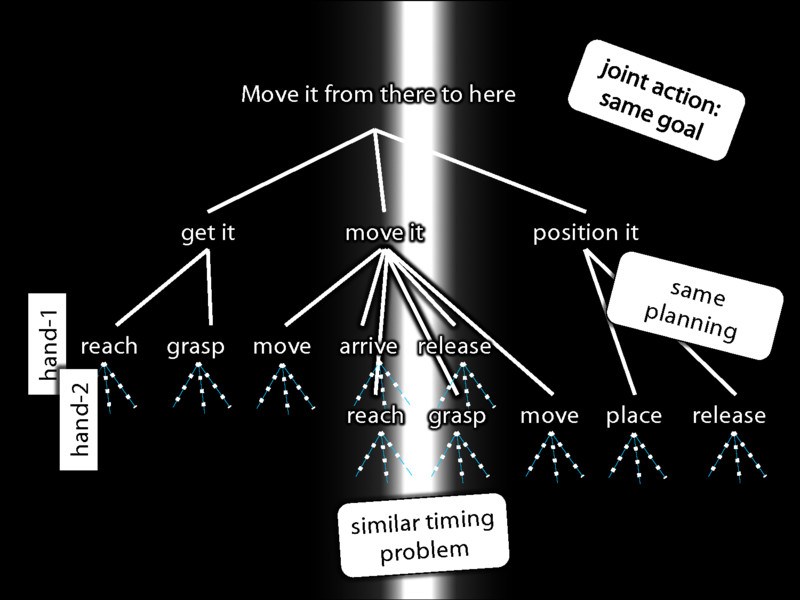 joint action:
same goal
Move it from there to here
get it
move it
position it
same
planning
hand-1
reach
grasp
move
arrive
release
hand-2
reach
grasp
move
place
release
similar timing
problem